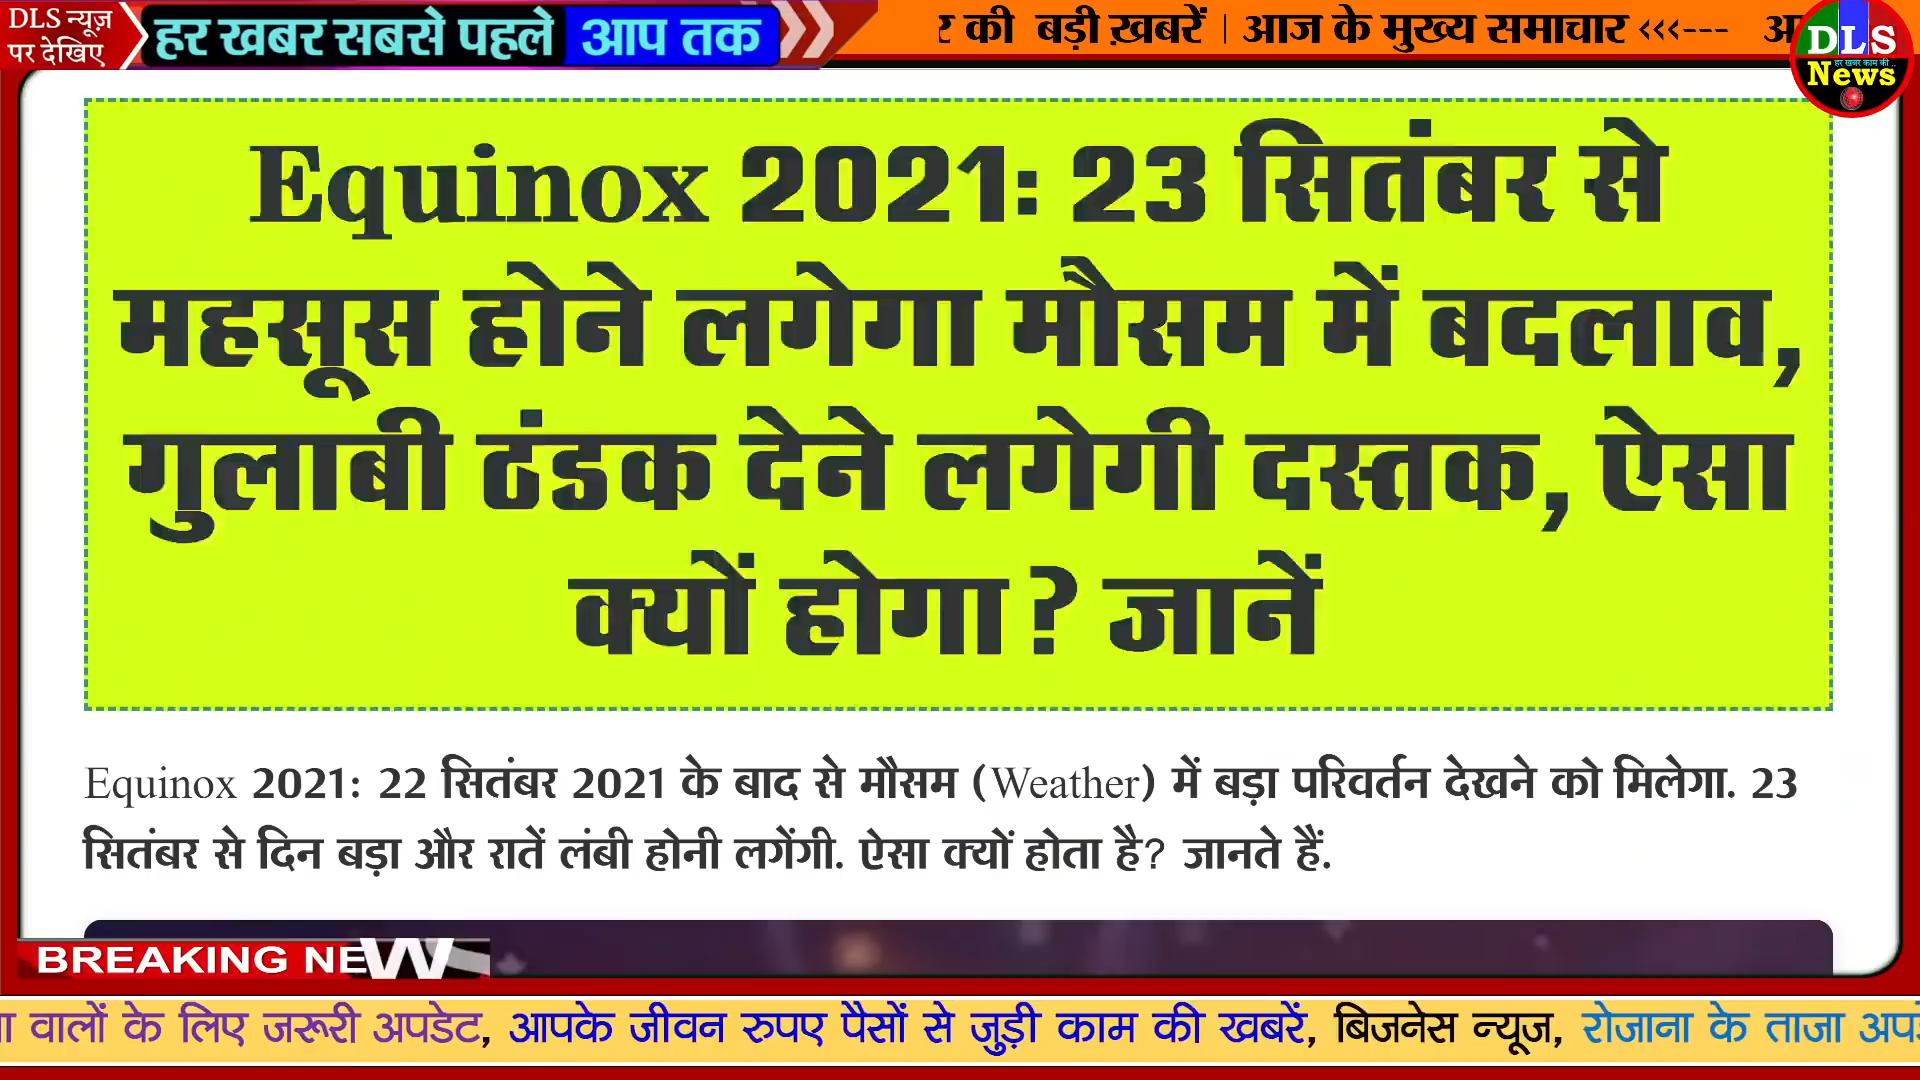 DLS न्यूज़
पर देखिए
हर खबर सबसे पहले आप तक
की बड़ी ख़बरें | आज के मुख्य समाचार <<<---
DLS
हर खबर काम की ..
News
Equinox 2021: 23 सितंबर से
महसूस होने लगेगा मौसम में बदलाव,
गुलाबी ठंडक देने लगेगी दस्तक, ऐसा
क्यों होगा? जानें
Equinox 2021: 22 सितंबर 2021 के बाद से मौसम (Weather) में बड़ा परिवर्तन देखने को मिलेगा. 23
सितंबर से दिन बड़ा और रातें लंबी होनी लगेंगी. ऐसा क्यों होता है? जानते हैं.
BREAKING NEW
वालों के लिए जरूरी अपडेट, आपके जीवन रुपए पैसों से जुड़ी काम की खबरें, बिजनेस न्यूज, रोजाना के ताजा